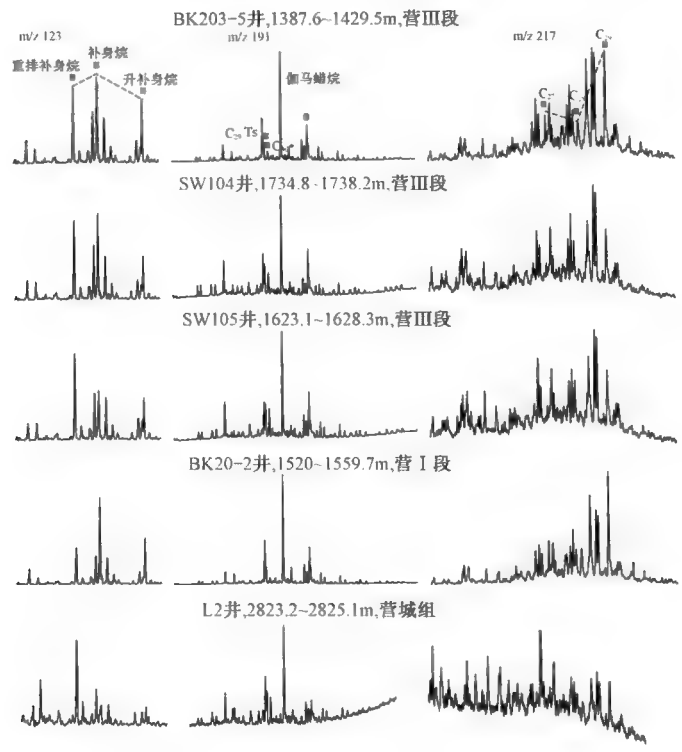 BK203-5井,1387.6~1429.5m,营Ⅲ段
m/z 123
m/z 191
m/z 217
补身烷
重排补身烷
升补身烷
伽马蜡烷
C₂₉ Ts
SW104井,1734.8~1738.2m,营Ⅲ段
SW105井,1623.1~1628.3m,营Ⅲ段
BK20-2井,1520~1559.7m,营Ⅰ段
L2井,2823.2~2825.1m,营城组